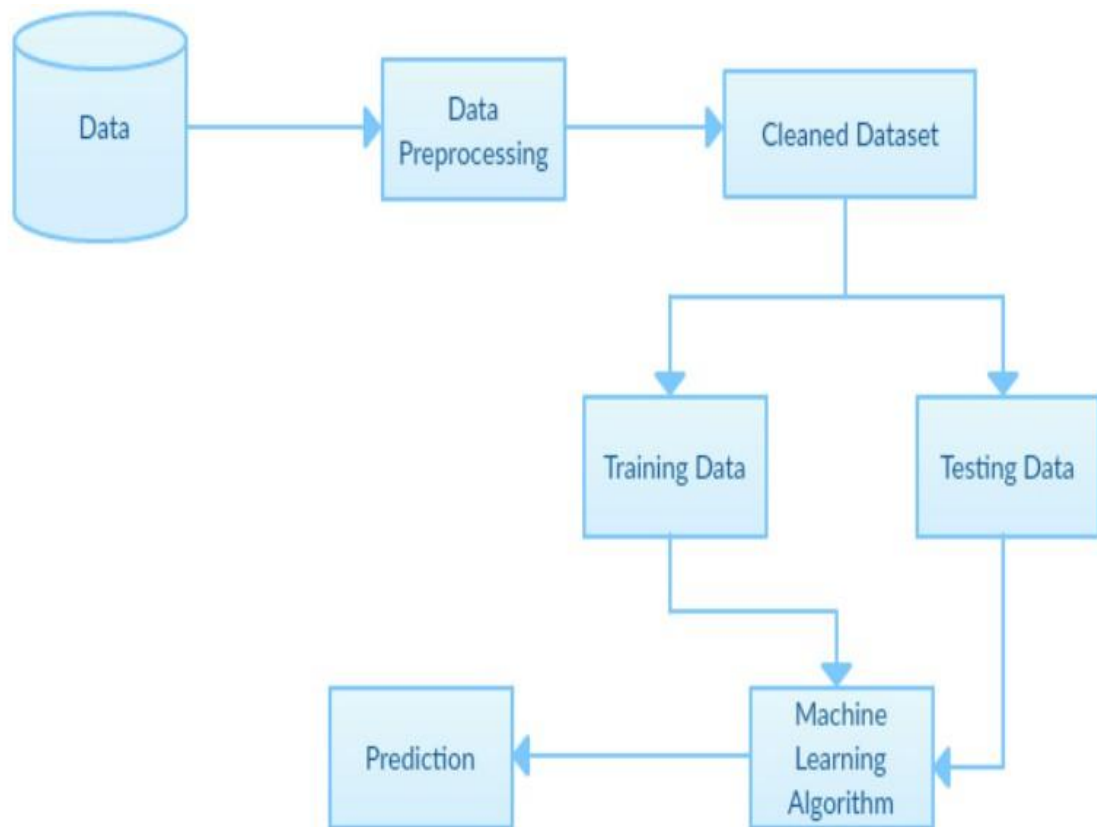 Data
Data
Preprocessing
Cleaned Dataset
Training Data
Testing Data
Machine
Learning
Algorithm
Prediction